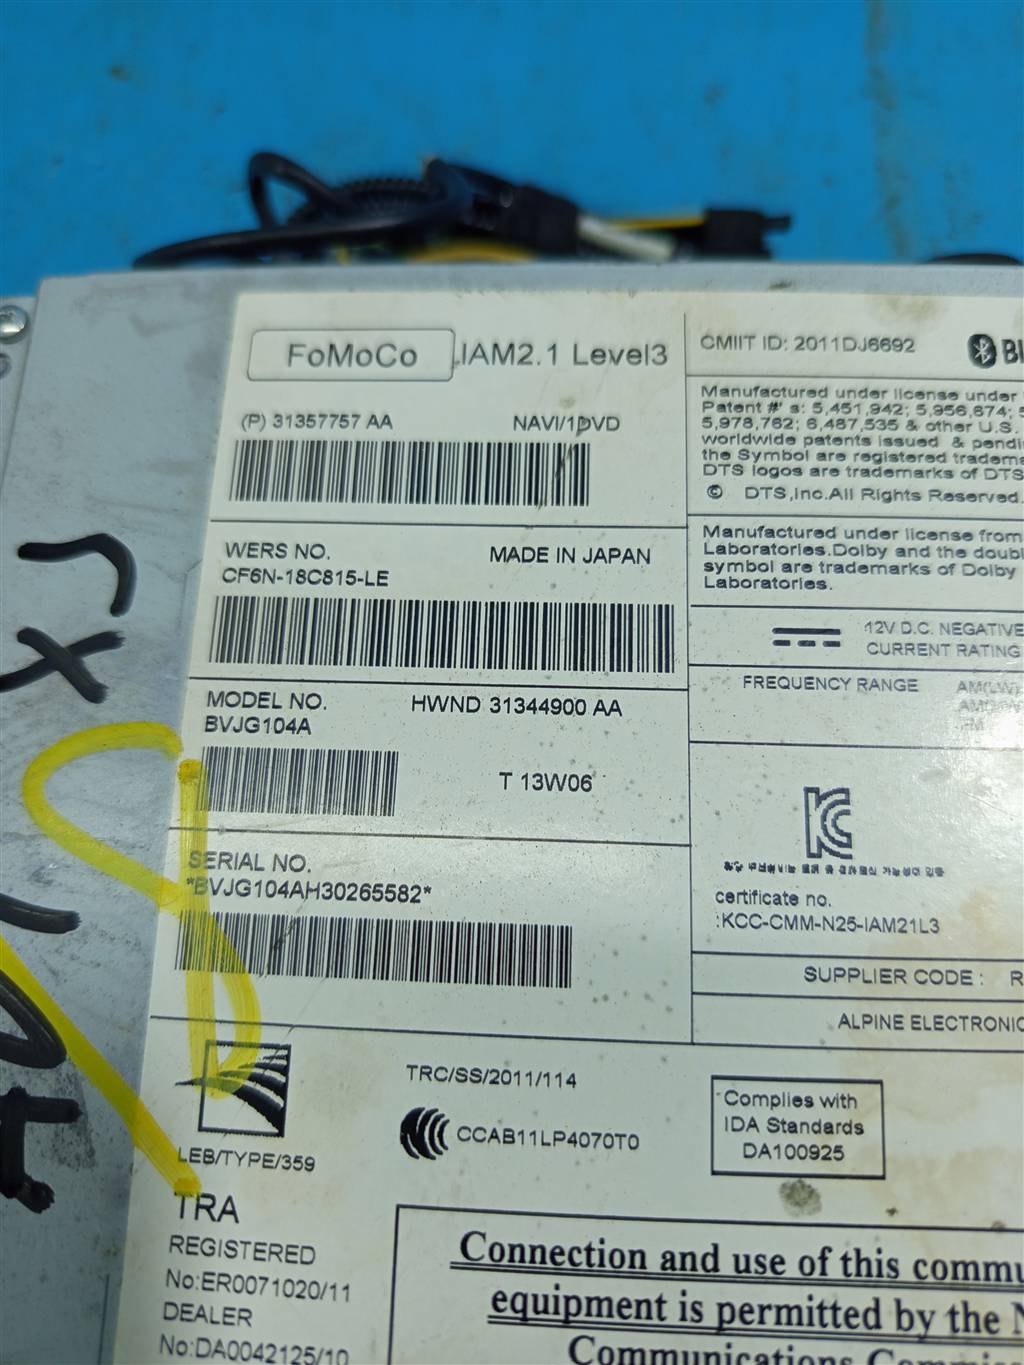 FoMoCo IAM2.1 Level3
(P) 31357757 AA NAVI/1DVD
WERS NO. MADE IN JAPAN
CF6N-18C815-LE
MODEL NO. HWND 31344900 AA
BVJG104A
T 13W06
SERIAL NO.
*BVJG104AH30265582*
CMIIT ID: 2011DJ6692
Manufactured under license under
Patent #' s: 5,451,942; 5,956,674;
5,978,762; 6,487,535 & other U.S.
worldwide patents issued & pendi
the Symbol are registered tradema
DTS logos are trademarks of DTS
© DTS,Inc.All Rights Reserved.
Manufactured under license from
Laboratories.Dolby and the doubl
symbol are trademarks of Dolby
Laboratories.
12V D.C. NEGATIVE
CURRENT RATING
FREQUENCY RANGE
certificate no.
:KCC-CMM-N25-IAM21L3
SUPPLIER CODE : R
ALPINE ELECTRONIC
TRC/SS/2011/114
CCAB11LP4070T0
Complies with
IDA Standards
DA100925
LEB/TYPE/359
TRA
REGISTERED
No:ER0071020/11
DEALER
No:DA0042125/10
Connection and use of this commu
equipment is permitted by the N
Communications Commiss